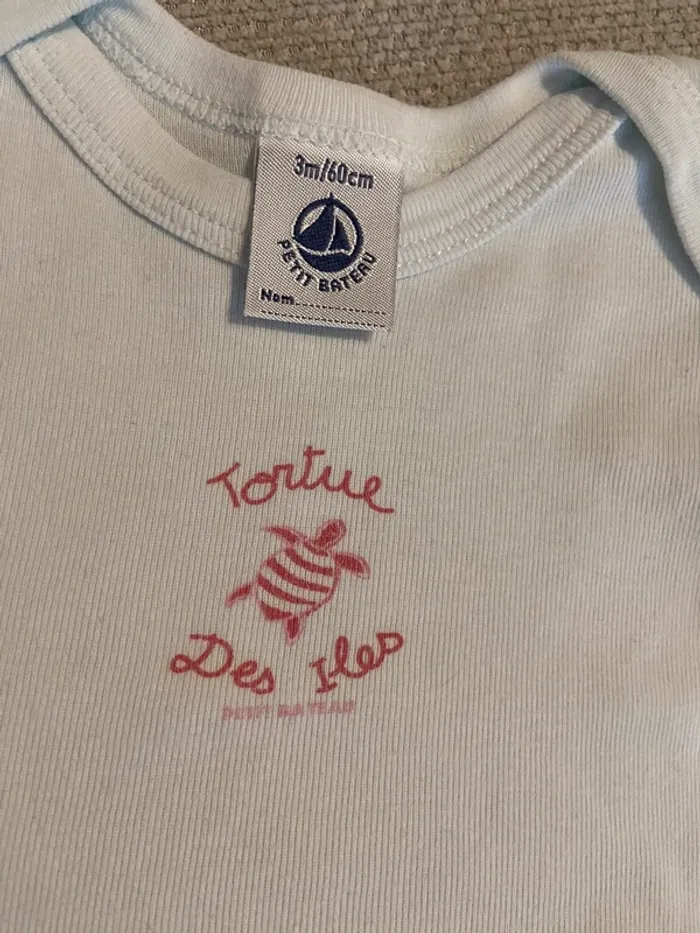 3m/60cm
PETIT BATEAU
Nom
Tortue
Des Iles
PETIT BATEAU